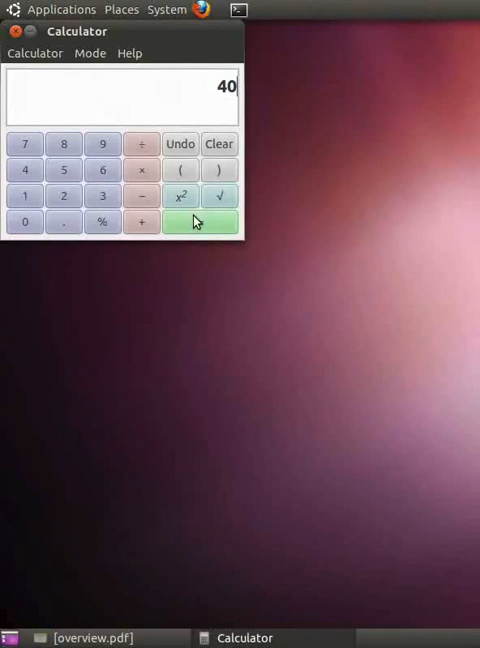 Applications Places System
Calculator
Calculator Mode Help
40
7 8 9 ÷ Undo Clear
4 5 6 × ( )
1 2 3 − x² √
0 . % +
[overview.pdf] Calculator